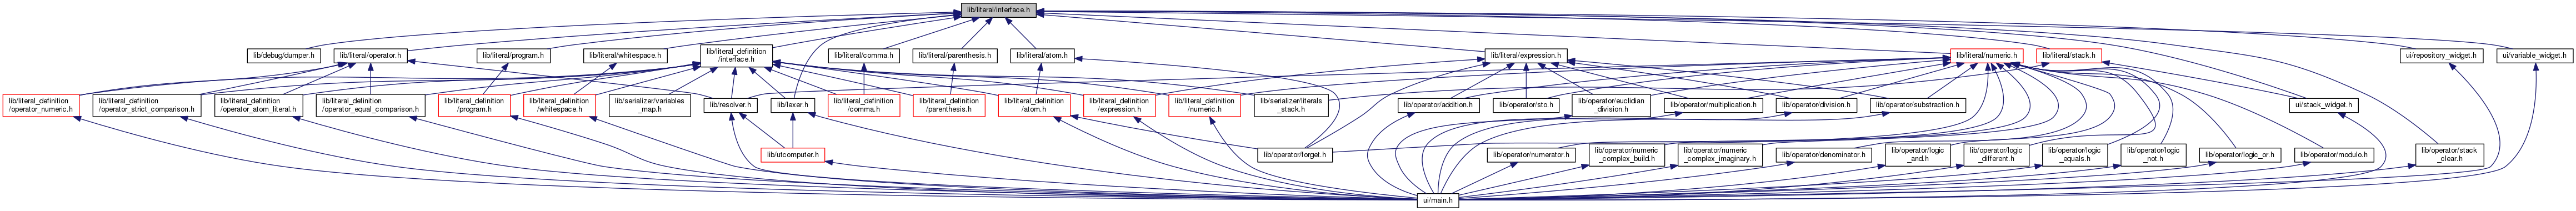 lib/literal/interface.h
lib/debug/dumper.h
lib/literal/operator.h
lib/literal/program.h
lib/literal/whitespace.h
lib/literal_definition
/interface.h
lib/literal/comma.h
lib/literal/parenthesis.h
lib/literal/atom.h
lib/literal/expression.h
lib/literal/numeric.h
lib/literal/stack.h
ui/repository_widget.h
ui/variable_widget.h
lib/literal_definition
/operator_numeric.h
lib/literal_definition
/operator_strict_comparison.h
lib/literal_definition
/operator_atom_literal.h
lib/literal_definition
/operator_equal_comparison.h
lib/literal_definition
/program.h
lib/literal_definition
/whitespace.h
lib/serializer/variables
_map.h
lib/resolver.h
lib/lexer.h
lib/literal_definition
/comma.h
lib/literal_definition
/parenthesis.h
lib/literal_definition
/atom.h
lib/literal_definition
/expression.h
lib/literal_definition
/numeric.h
lib/serializer/literals
_stack.h
lib/operator/addition.h
lib/operator/sto.h
lib/operator/euclidian
_division.h
lib/operator/multiplication.h
lib/operator/division.h
lib/operator/substraction.h
ui/stack_widget.h
lib/utcomputer.h
lib/operator/forget.h
lib/operator/numerator.h
lib/operator/numeric
_complex_build.h
lib/operator/numeric
_complex_imaginary.h
lib/operator/denominator.h
lib/operator/logic
_and.h
lib/operator/logic
_different.h
lib/operator/logic
_equals.h
lib/operator/logic
_not.h
lib/operator/logic_or.h
lib/operator/modulo.h
lib/operator/stack
_clear.h
ui/main.h